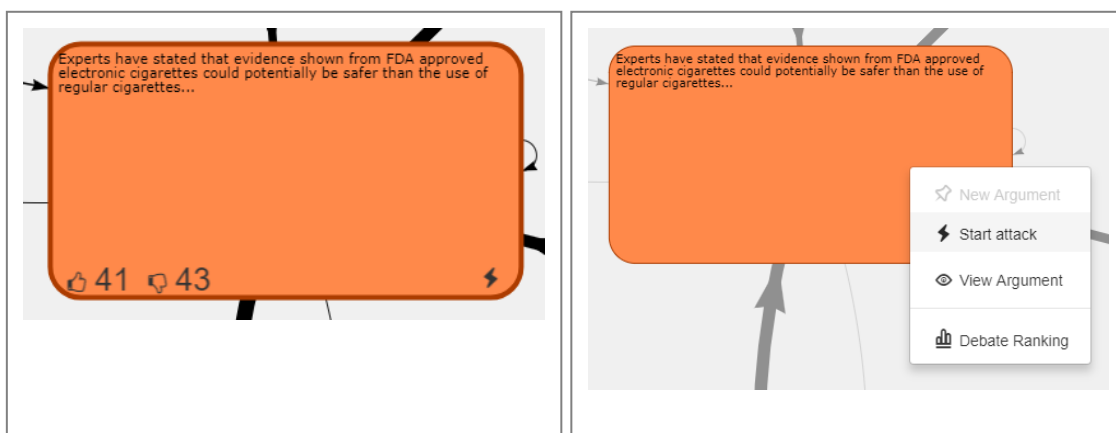 Experts have stated that evidence shown from FDA approved
electronic cigarettes could potentially be safer than the use of
regular cigarettes...
41 43
Experts have stated that evidence shown from FDA approved
electronic cigarettes could potentially be safer than the use of
regular cigarettes...
New Argument
Start attack
View Argument
Debate Ranking